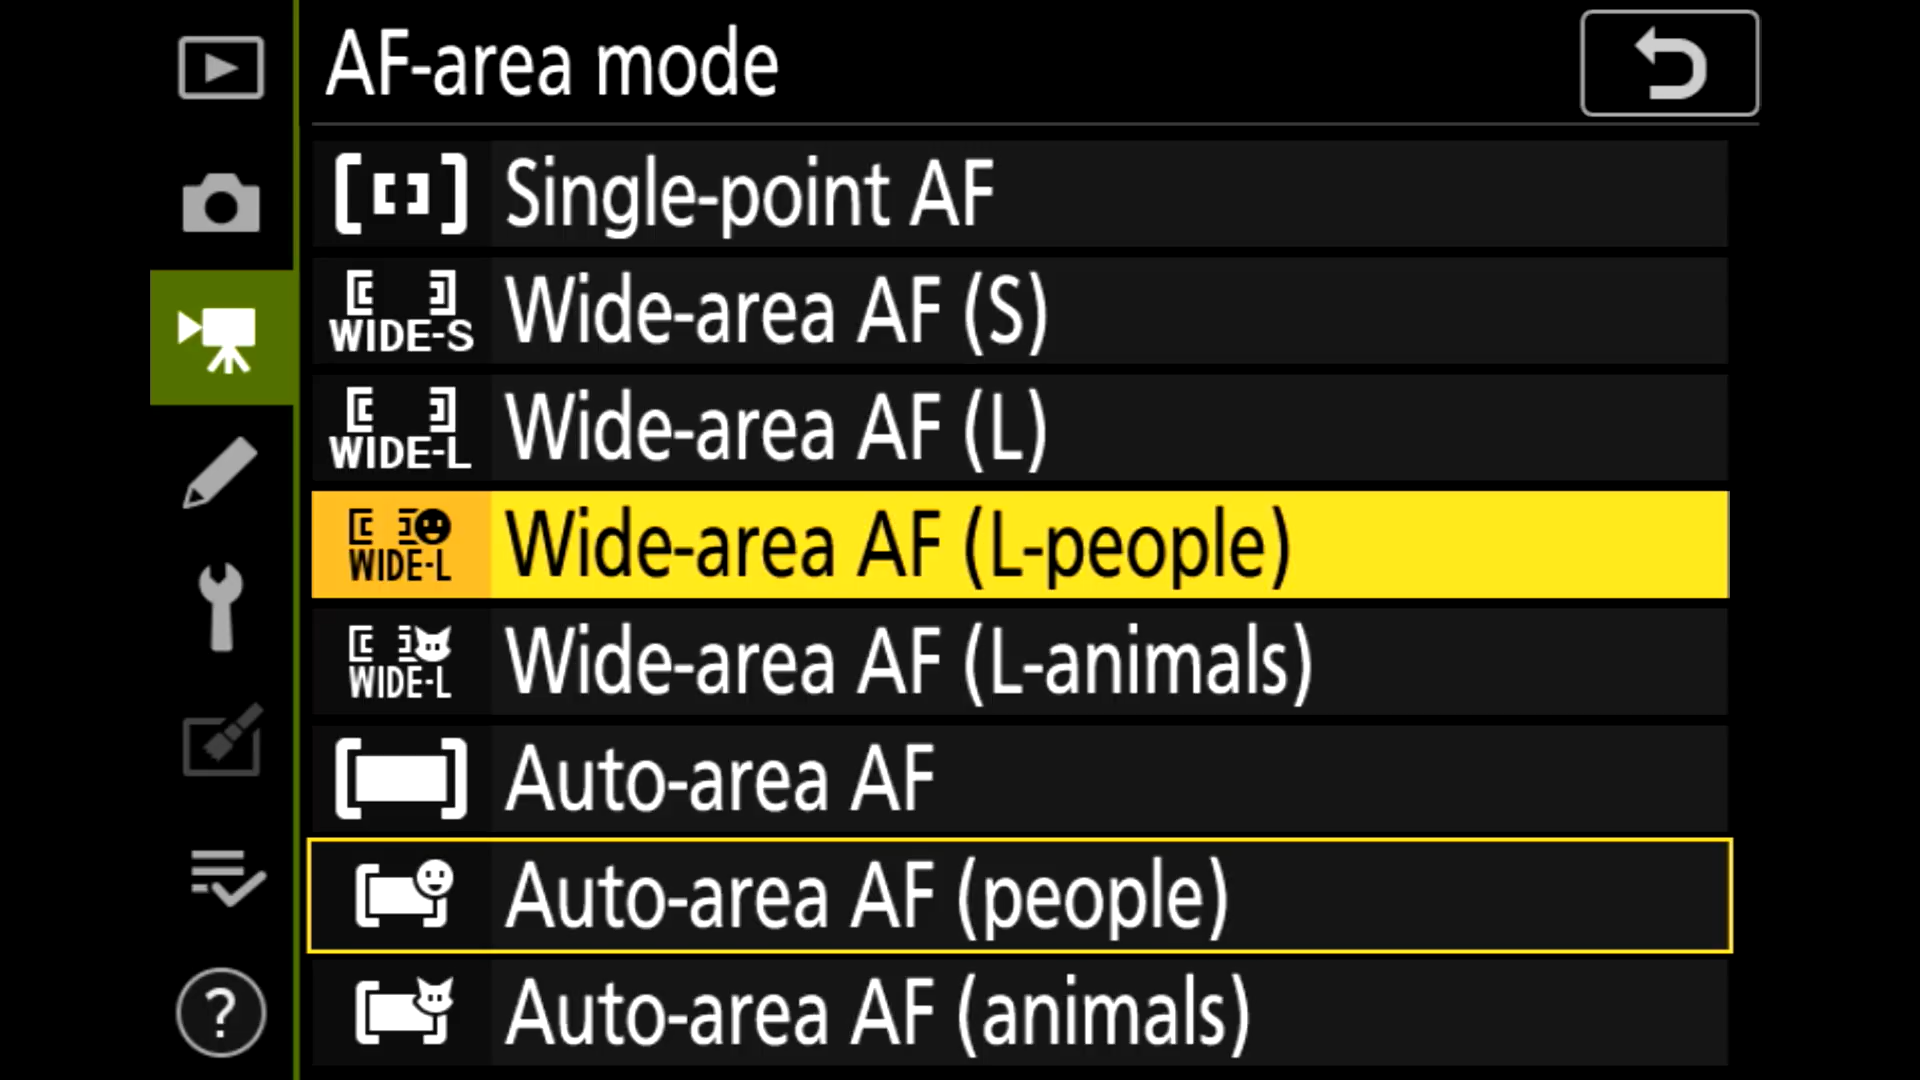 AF-area mode
Single-point AF
WIDE-S Wide-area AF (S)
WIDE-L Wide-area AF (L)
WIDE-L Wide-area AF (L-people)
WIDE-L Wide-area AF (L-animals)
Auto-area AF
Auto-area AF (people)
? Auto-area AF (animals)